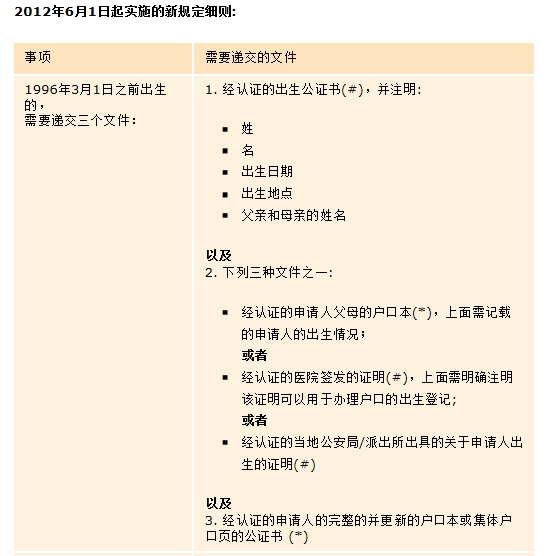 2012年6月1日起实施的新规定细则:
事项
需要递交的文件
1996年3月1日之前出生
的，
需要递交三个文件：
1. 经认证的出生公证书(#)，并注明:
▪ 姓
▪ 名
▪ 出生日期
▪ 出生地点
▪ 父亲和母亲的姓名
以及
2. 下列三种文件之一:
▪ 经认证的申请人父母的户口本(*)，上面需记载
的申请人的出生情况；
或者
▪ 经认证的医院签发的证明(#)，上面需明确注明
该证明可以用于办理户口的出生登记;
或者
▪ 经认证的当地公安局/派出所出具的关于申请人出
生的证明(#)
以及
3. 经认证的申请人的完整的并更新的户口本或集体户
口页的公证书 (*)